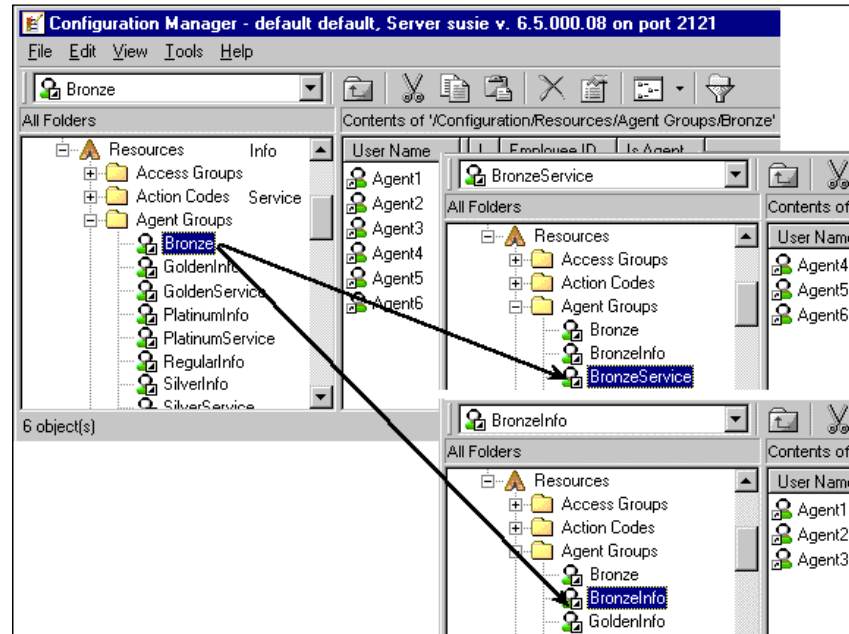 Configuration Manager - default default, Server susie v. 6.5.000.08 on port 2121
File Edit View Tools Help
Bronze
All Folders
Contents of '/Configuration/Resources/Agent Groups/Bronze'
Resources Info
Access Groups
Action Codes Service
Agent Groups
Bronze
GoldenInfo
GoldenService
PlatinumInfo
PlatinumService
RegularInfo
SilverInfo
SilverService
6 object(s)
User Name Employee ID Is Agent
Agent1
Agent2
Agent3
Agent4
Agent5
Agent6
BronzeService
All Folders
Contents of
Resources
Access Groups
Action Codes
Agent Groups
Bronze
BronzeInfo
BronzeService
User Name
Agent4
Agent5
Agent6
BronzeInfo
All Folders
Contents of
Resources
Access Groups
Action Codes
Agent Groups
Bronze
BronzeInfo
GoldenInfo
User Name
Agent1
Agent2
Agent3